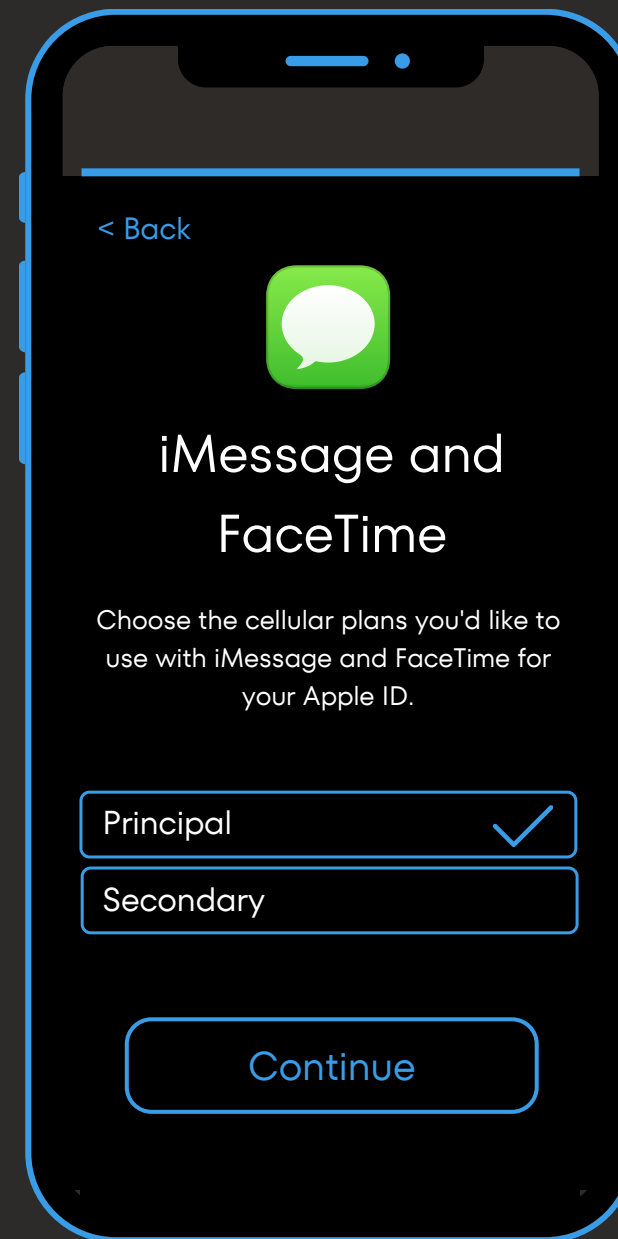 < Back
iMessage and
FaceTime
Choose the cellular plans you'd like to
use with iMessage and FaceTime for
your Apple ID.
Principal
Secondary
Continue